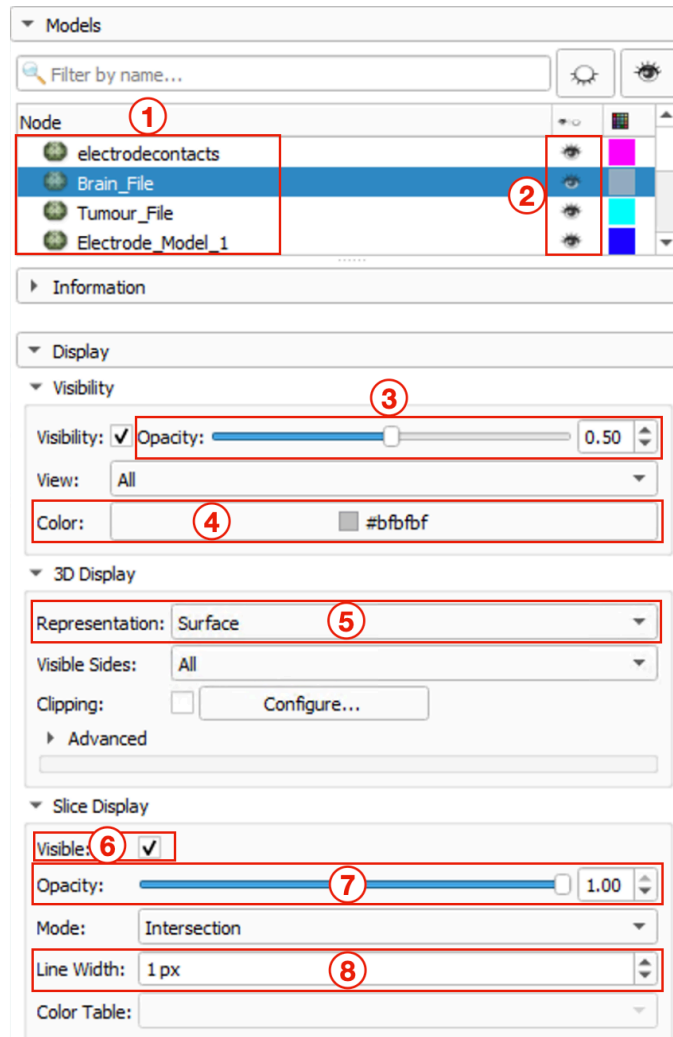 Models
Filter by name...
Node ①
electrodecontacts
Brain_File
②
Tumour_File
Electrode_Model_1
Information
Display
Visibility
③
Visibility: Opacity: 0.50
View: All
Color: ④ #bfbfbf
3D Display
Representation: Surface ⑤
Visible Sides: All
Clipping: Configure...
Advanced
Slice Display
Visible: ⑥
Opacity: ⑦ 1.00
Mode: Intersection
Line Width: 1 px ⑧
Color Table: